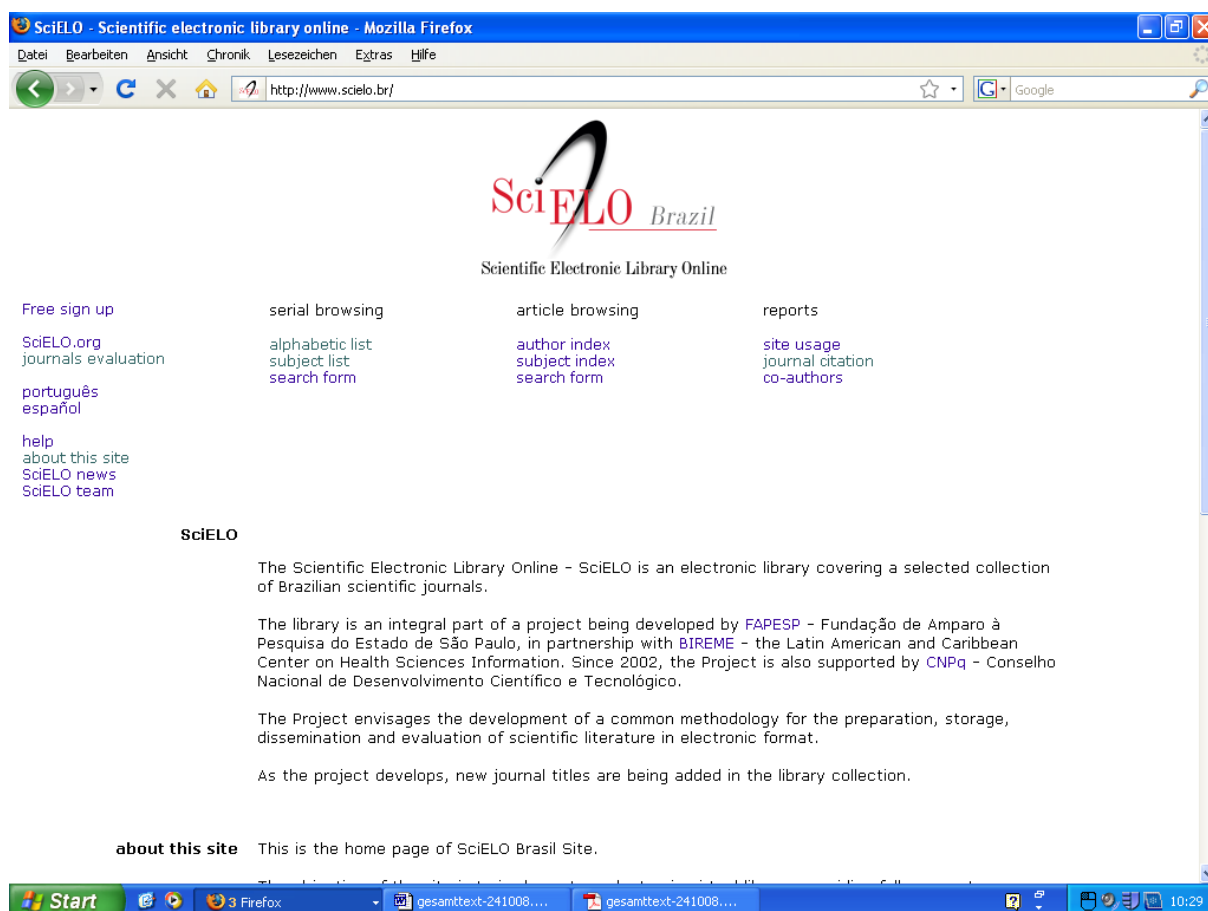 SciELO - Scientific electronic library online - Mozilla Firefox
Datei Bearbeiten Ansicht Chronik Lesezeichen Extras Hilfe
http://www.scielo.br/
G Google
SciELO Brazil
Scientific Electronic Library Online
Free sign up
SciELO.org
journals evaluation
português
español
help
about this site
SciELO news
SciELO team
serial browsing
alphabetic list
subject list
search form
article browsing
author index
subject index
search form
reports
site usage
journal citation
co-authors
SciELO
The Scientific Electronic Library Online - SciELO is an electronic library covering a selected collection
of Brazilian scientific journals.
The library is an integral part of a project being developed by FAPESP - Fundação de Amparo à
Pesquisa do Estado de São Paulo, in partnership with BIREME - the Latin American and Caribbean
Center on Health Sciences Information. Since 2002, the Project is also supported by CNPq - Conselho
Nacional de Desenvolvimento Científico e Tecnológico.
The Project envisages the development of a common methodology for the preparation, storage,
dissemination and evaluation of scientific literature in electronic format.
As the project develops, new journal titles are being added in the library collection.
about this site This is the home page of SciELO Brasil Site.
Start 3 Firefox gesamttext-241008.... gesamttext-241008.... 10:29